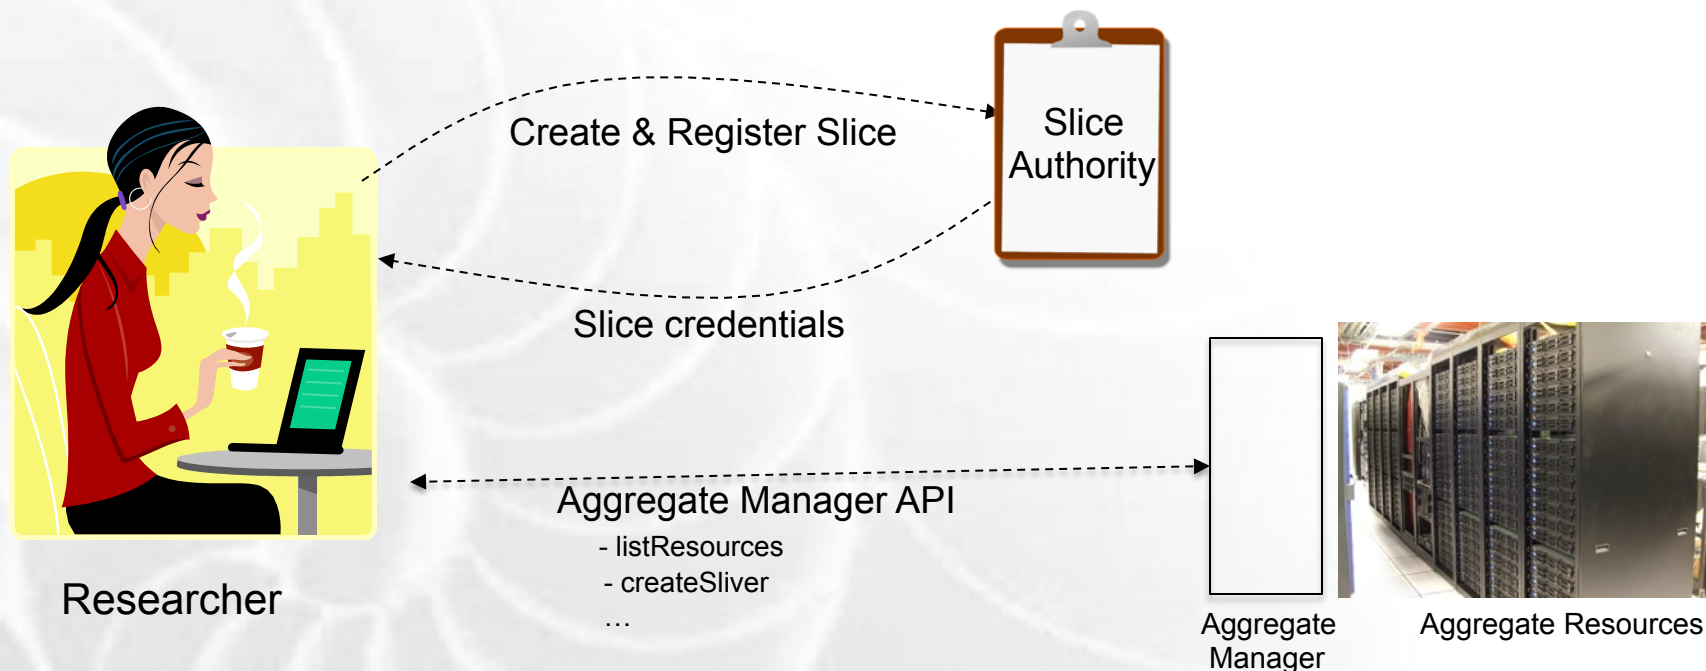 Create & Register Slice
Slice
Authority
Slice credentials
Aggregate Manager API
- listResources
- createSliver
...
Researcher
Aggregate
Manager
Aggregate Resources